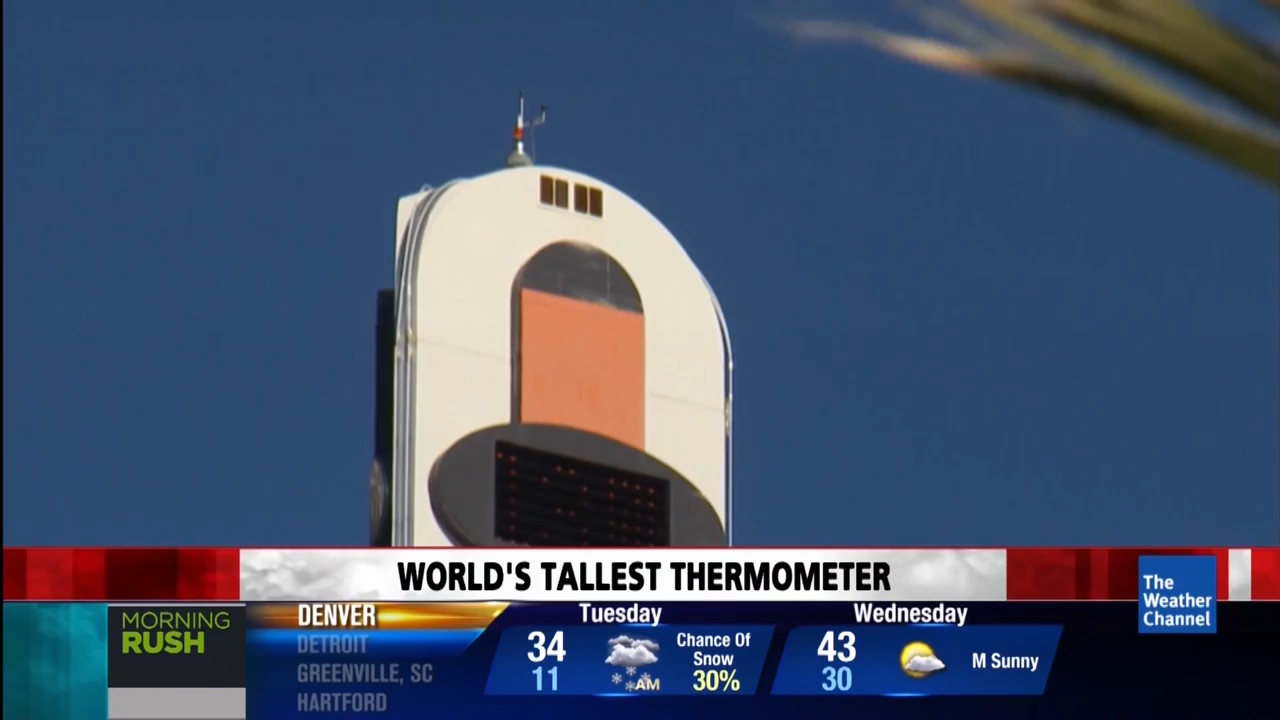 WORLD'S TALLEST THERMOMETER
The
Weather
Channel
MORNING
RUSH
DENVER
DETROIT
GREENVILLE, SC
HARTFORD
Tuesday
34
11
AM
Chance Of
Snow
30%
Wednesday
43
30
M Sunny